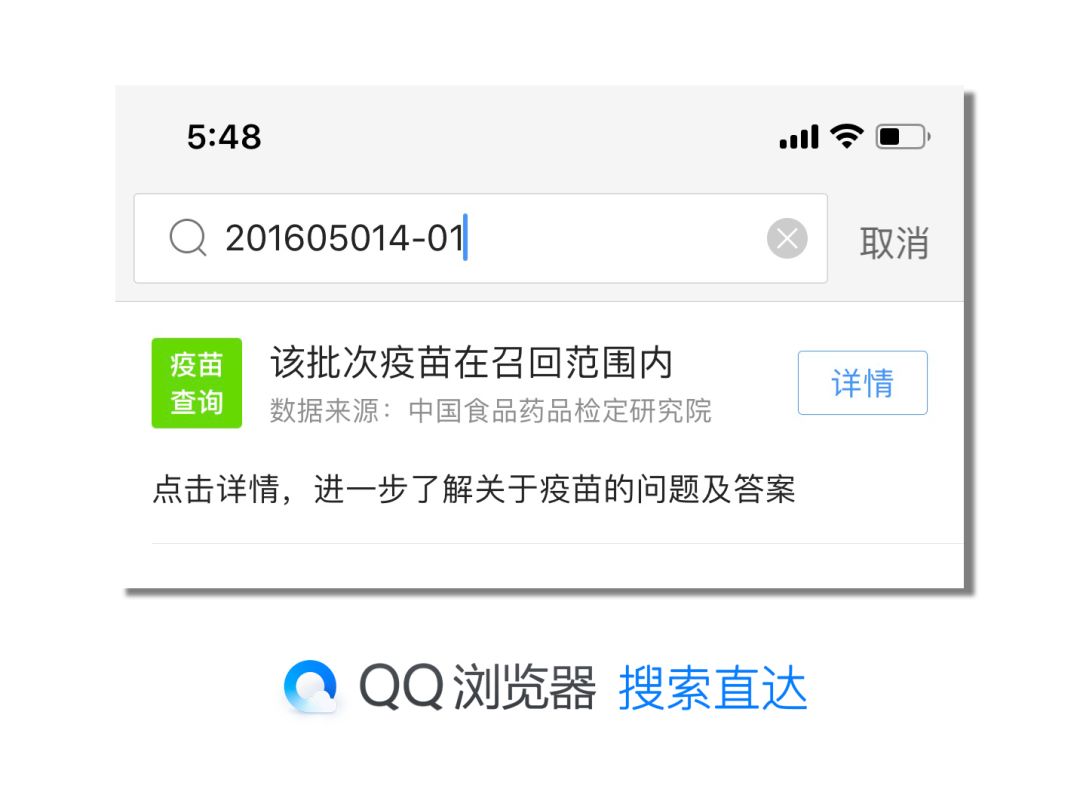 5:48
201605014-01
取消
疫苗
查询
该批次疫苗在召回范围内
数据来源：中国食品药品检定研究院
详情
点击详情，进一步了解关于疫苗的问题及答案
QQ浏览器 搜索直达